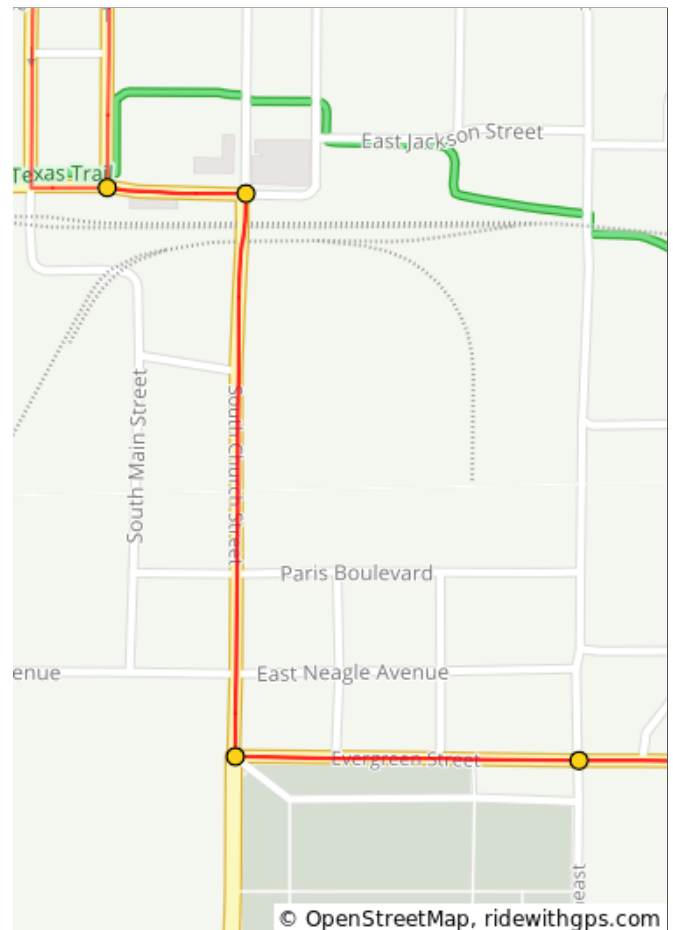 East Jackson Street
Texas Trail
South Main Street
South Church Street
Paris Boulevard
enue
East Neagle Avenue
Evergreen Street
east
© OpenStreetMap, ridewithgps.com